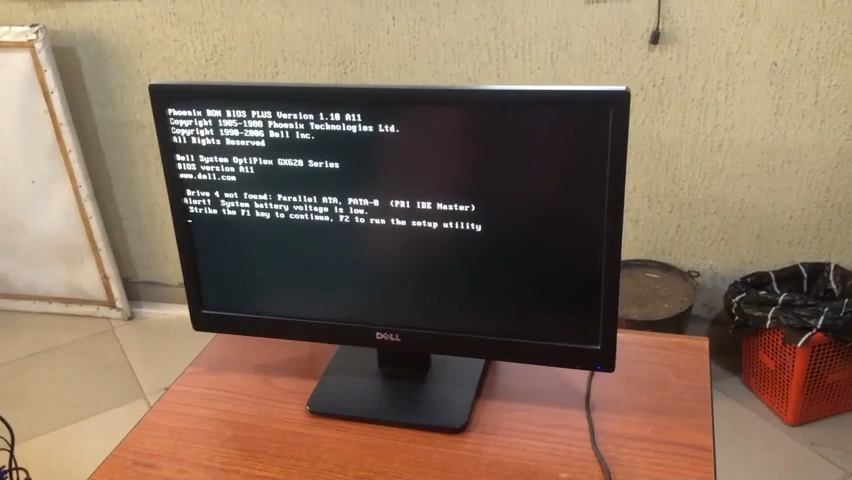 Phoenix ROM BIOS PLUS Version 1.10 A11
Copyright 1985-1988 Phoenix Technologies Ltd.
Copyright 1990-2006 Dell Inc.
All Rights Reserved
Dell System OptiPlex GX620 Series
BIOS version A11
www.dell.com
Drive 4 not found: Parallel ATA, PATA-0 (PRI IDE Master)
Alert! System battery voltage is low.
Strike the F1 key to continue, F2 to run the setup utility
DELL